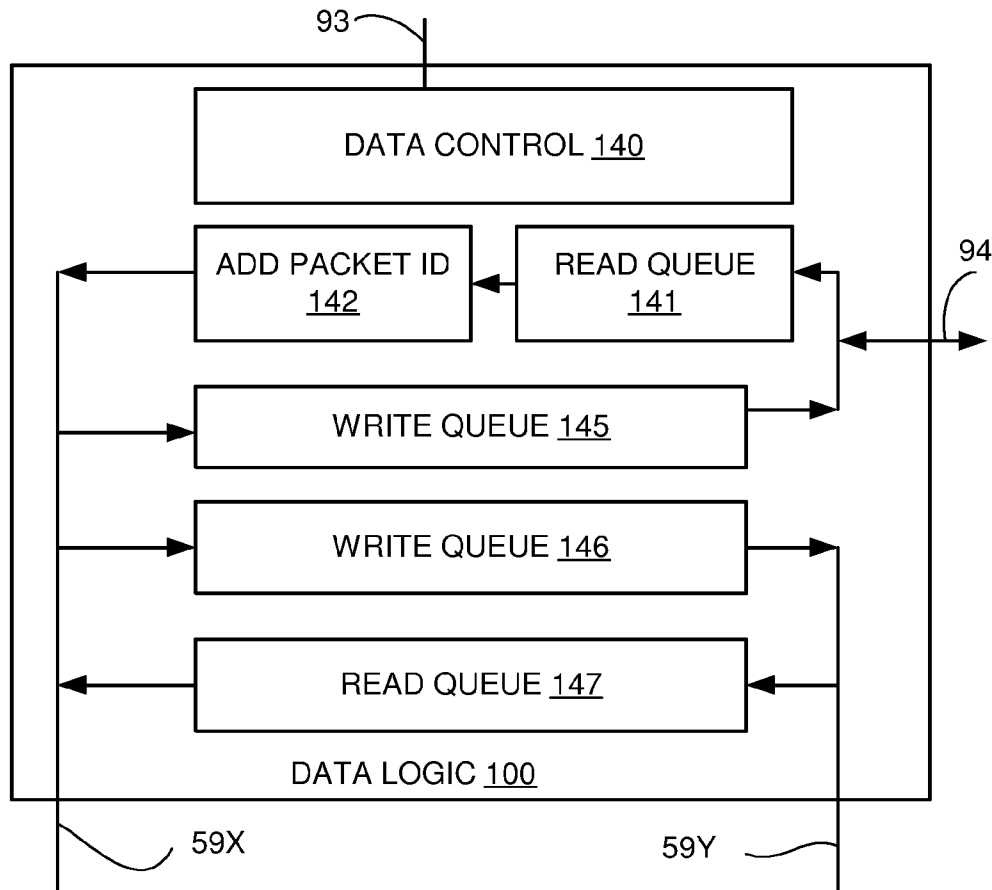 93
DATA CONTROL 140
ADD PACKET ID
142
READ QUEUE
141
94
WRITE QUEUE 145
WRITE QUEUE 146
READ QUEUE 147
DATA LOGIC 100
59X
59Y